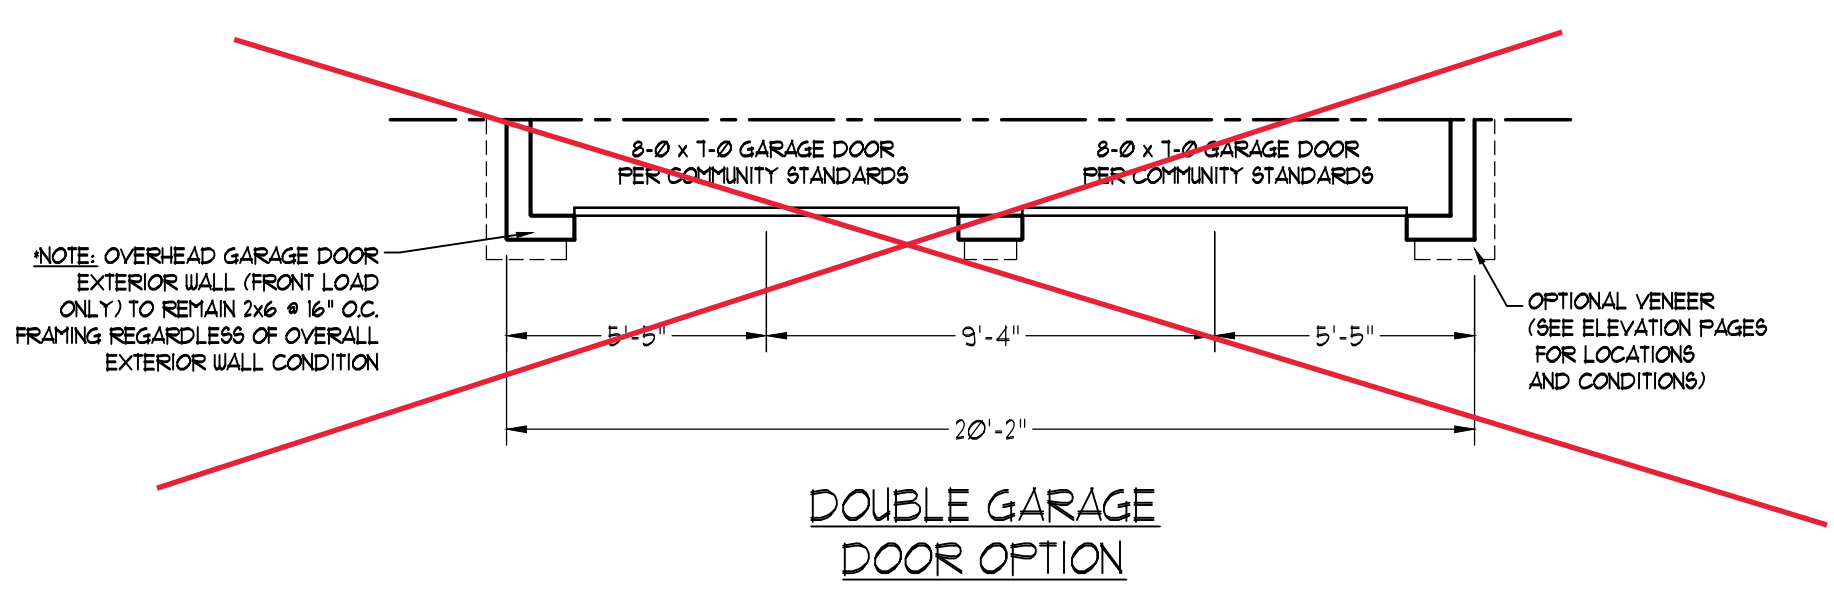 8-0 x 7-0 GARAGE DOOR
PER COMMUNITY STANDARDS
8-0 x 7-0 GARAGE DOOR
PER COMMUNITY STANDARDS
*NOTE: OVERHEAD GARAGE DOOR
EXTERIOR WALL (FRONT LOAD
ONLY) TO REMAIN 2x6 @ 16" O.C.
FRAMING REGARDLESS OF OVERALL
EXTERIOR WALL CONDITION
OPTIONAL VENEER
(SEE ELEVATION PAGES
FOR LOCATIONS
AND CONDITIONS)
5'-5"
9'-4"
5'-5"
20'-2"
DOUBLE GARAGE
DOOR OPTION